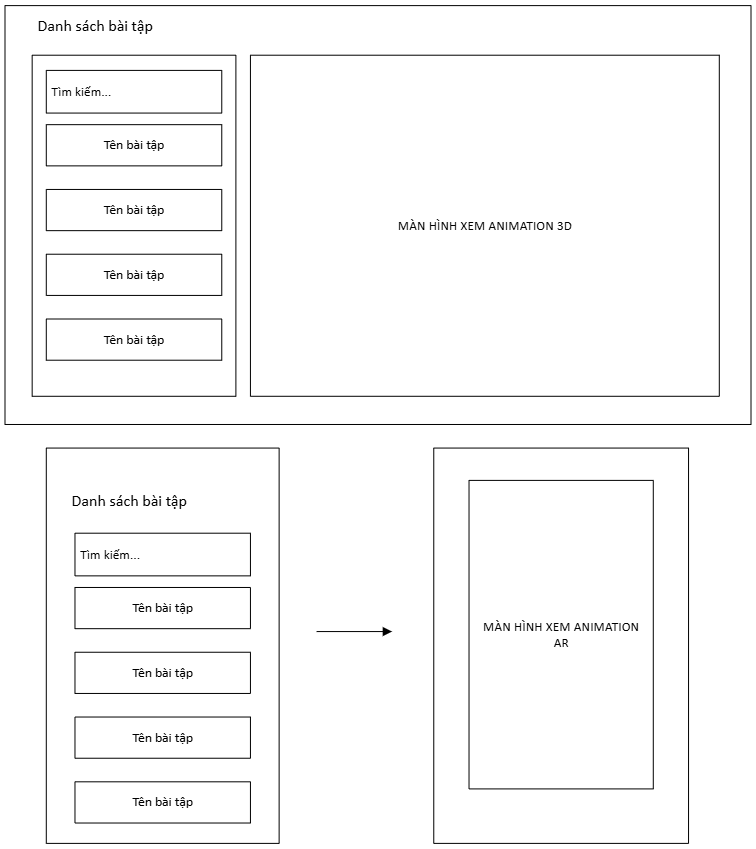 Danh sách bài tập
Tìm kiếm...
Tên bài tập
Tên bài tập
Tên bài tập
Tên bài tập
MÀN HÌNH XEM ANIMATION 3D
Danh sách bài tập
Tìm kiếm...
Tên bài tập
Tên bài tập
Tên bài tập
Tên bài tập
MÀN HÌNH XEM ANIMATION
AR